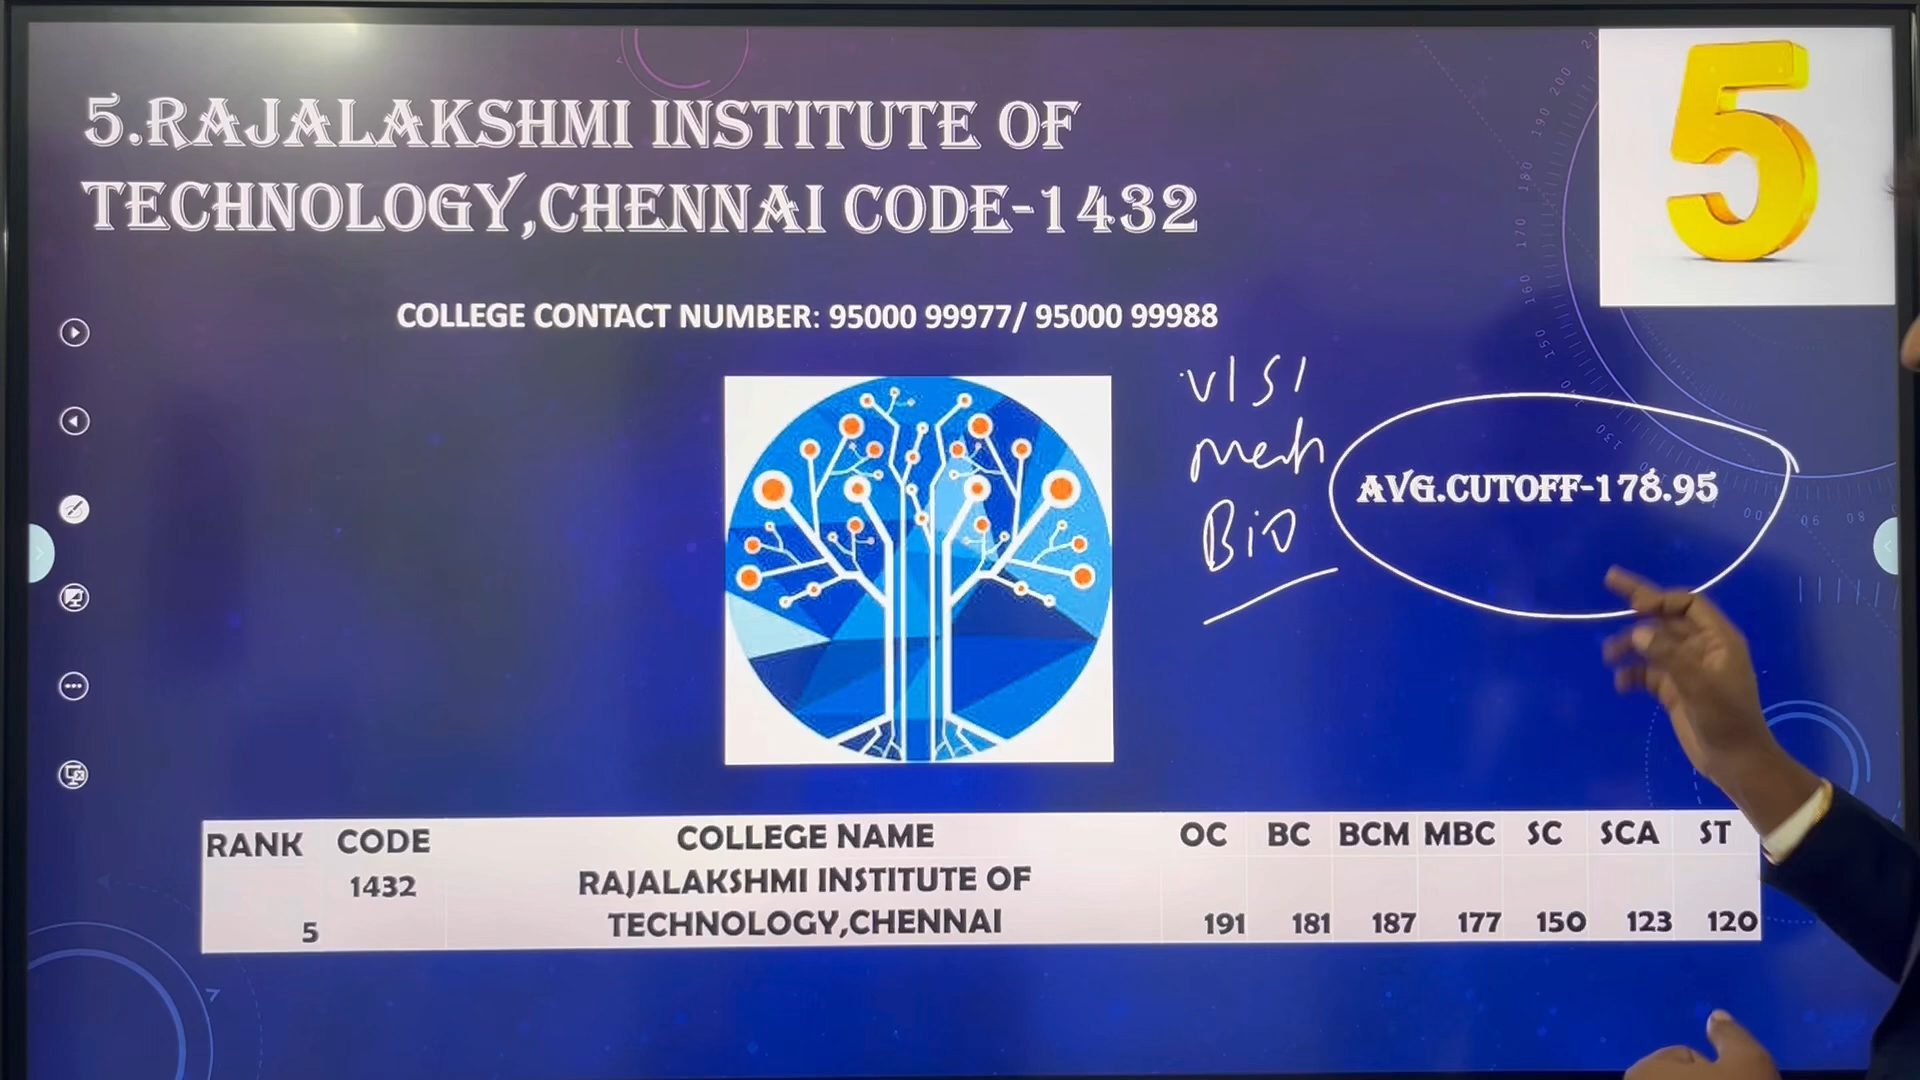 5.RAJALAKSHMI INSTITUTE OF
TECHNOLOGY,CHENNAI CODE-1432
5
COLLEGE CONTACT NUMBER: 95000 99977/ 95000 99988
VISI
Mech
Bio
AVG.CUTOFF-178.95
RANK CODE COLLEGE NAME OC BC BCM MBC SC SCA ST
1432 RAJALAKSHMI INSTITUTE OF
5 TECHNOLOGY,CHENNAI 191 181 187 177 150 123 120